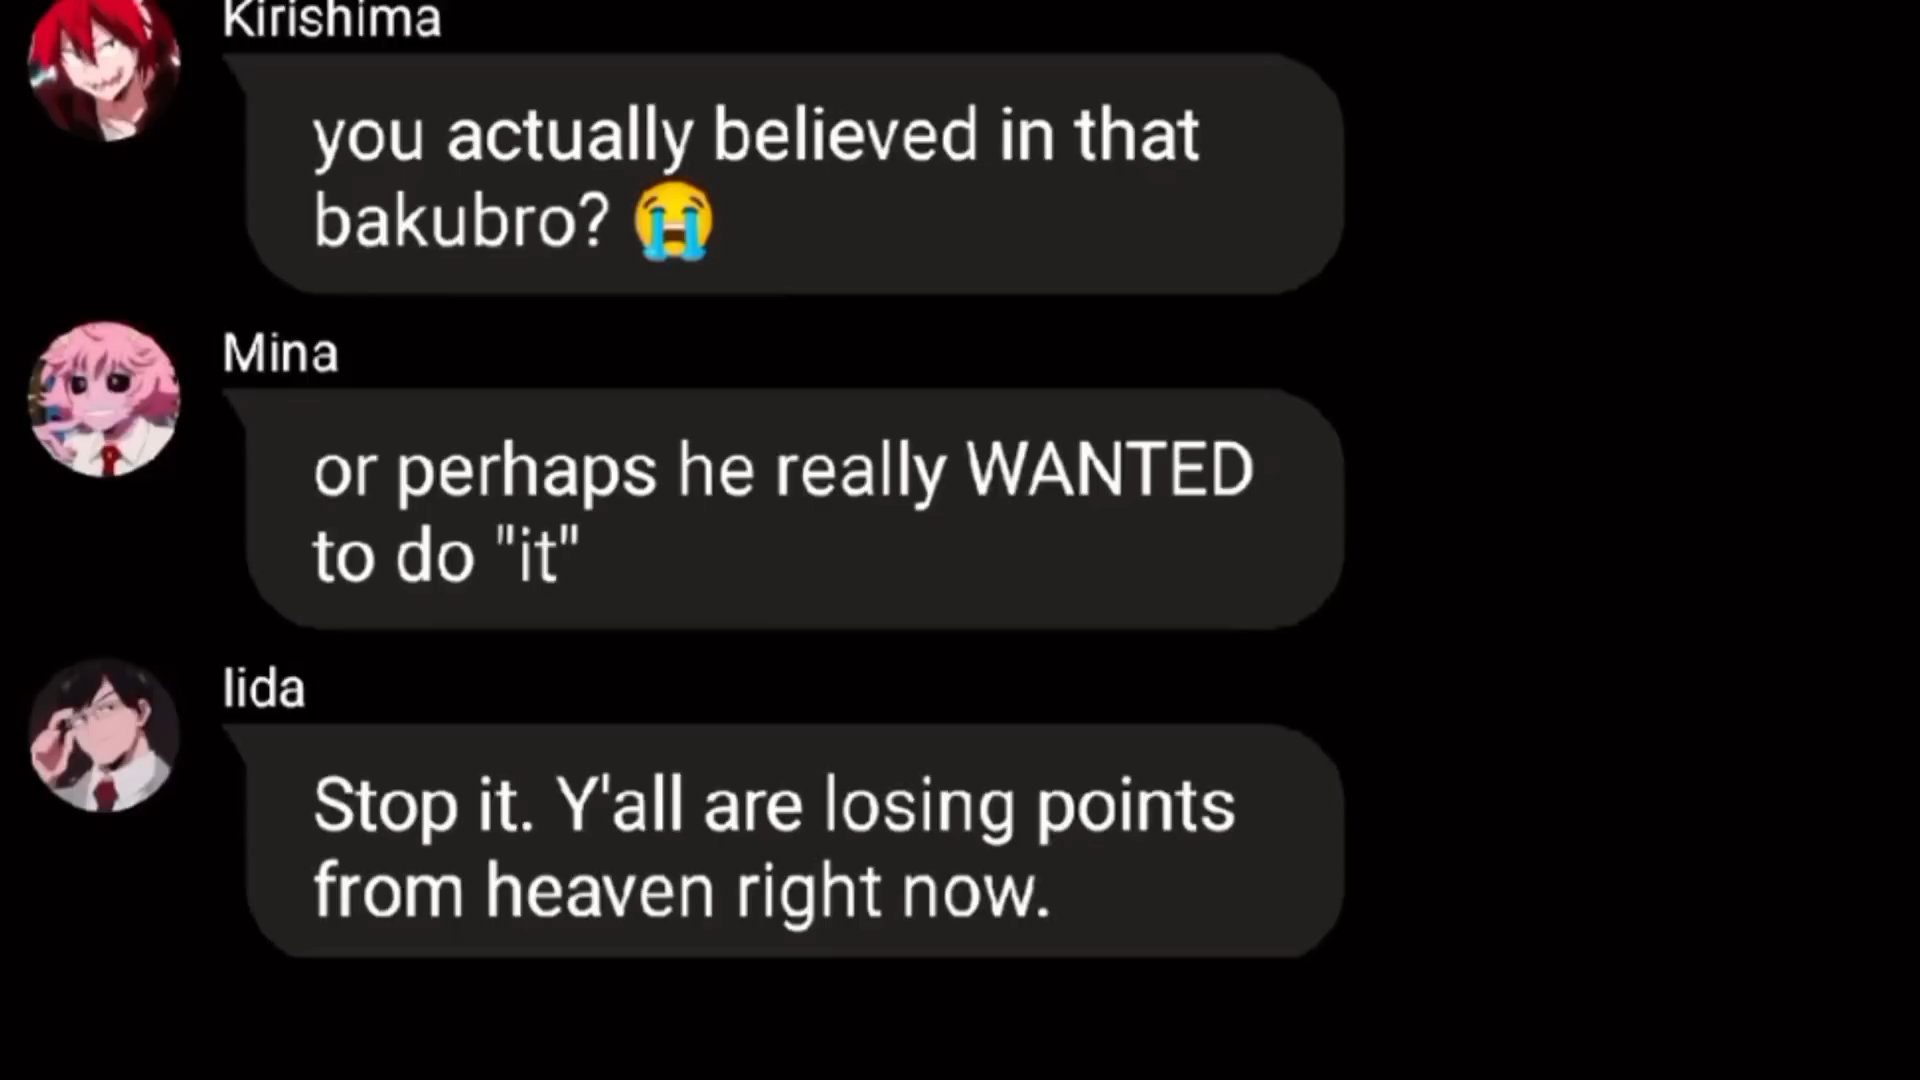 Kirishima
you actually believed in that
bakubro? 😭
Mina
or perhaps he really WANTED
to do "it"
Iida
Stop it. Y'all are losing points
from heaven right now.